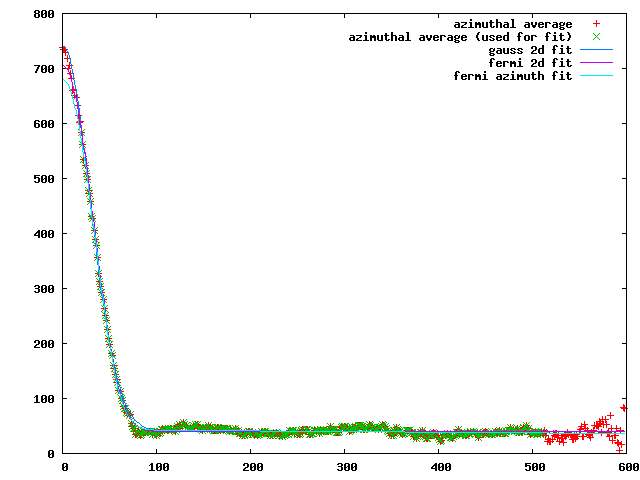 800
700
600
500
400
300
200
100
0
azimuthal average
azimuthal average (used for fit)
gauss 2d fit
fermi 2d fit
fermi azimuth fit
0 100 200 300 400 500 600